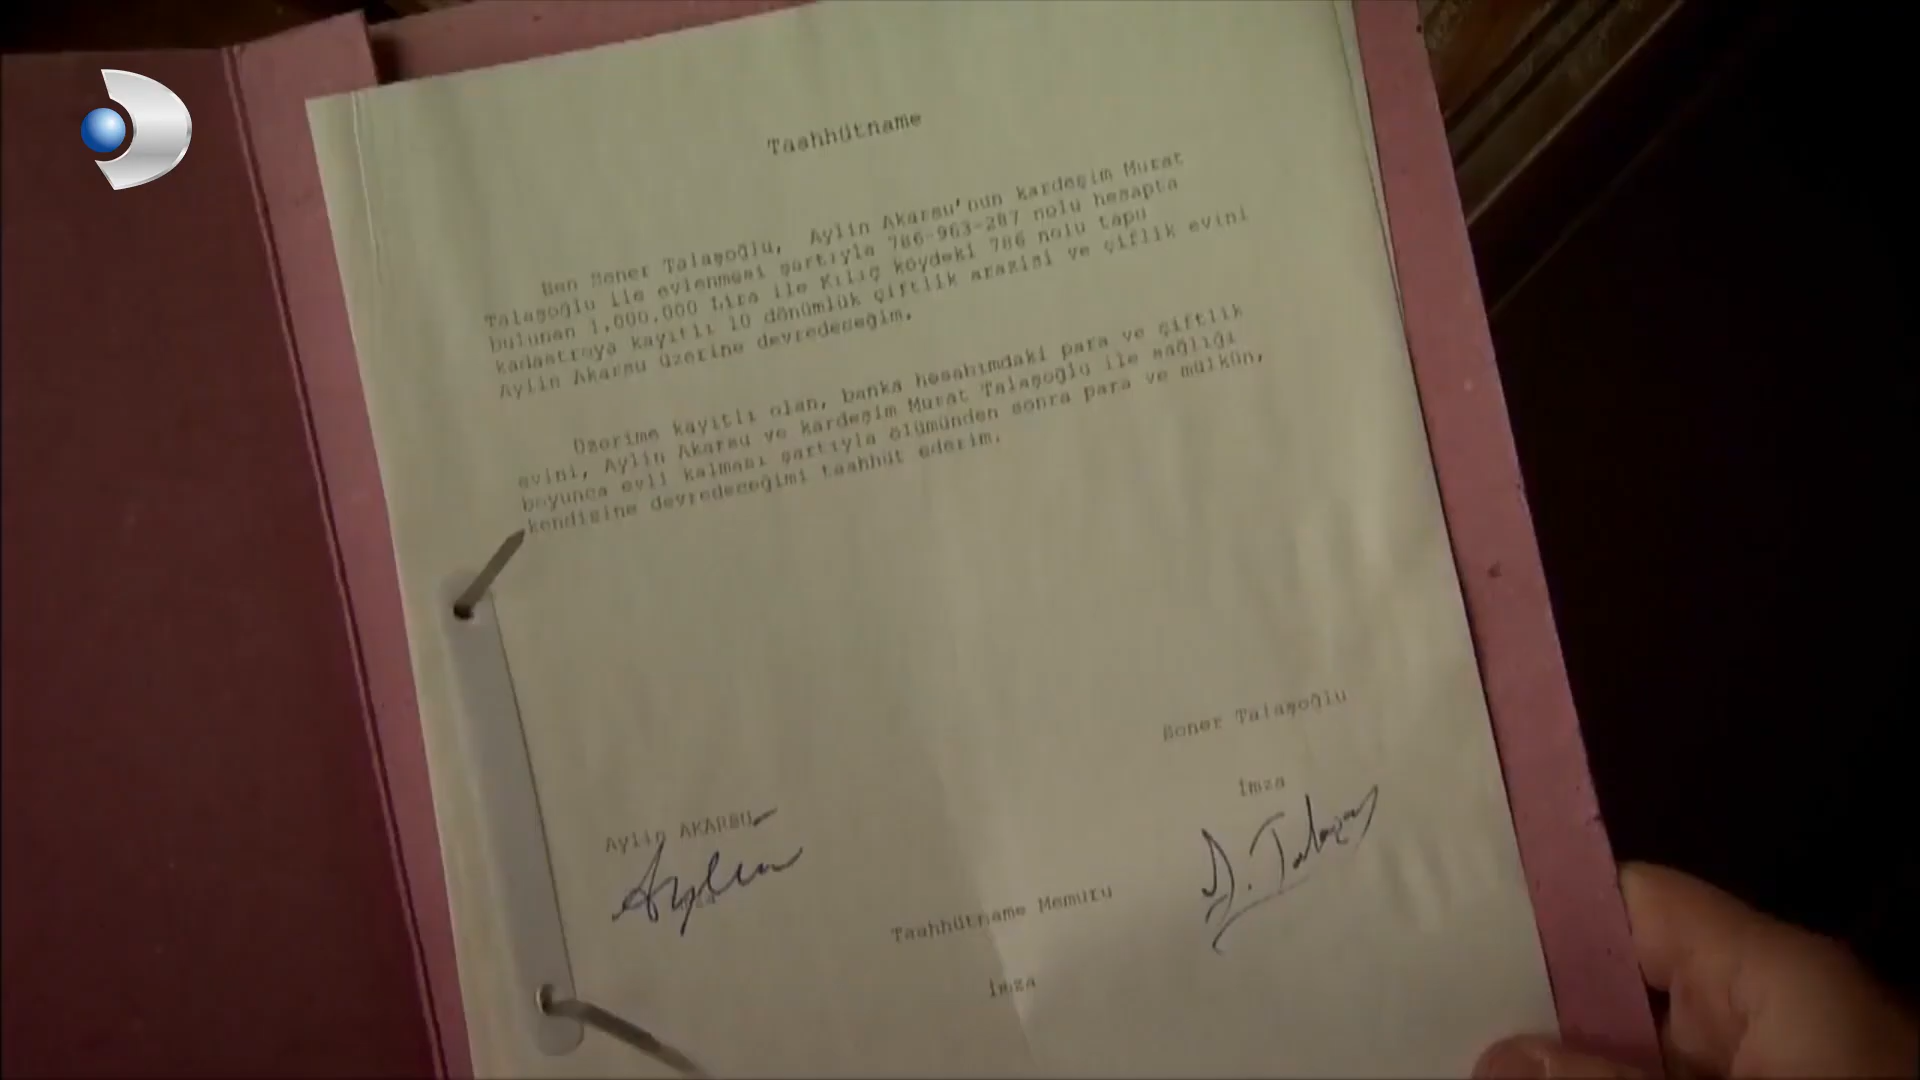 Taahhütname
Ben Soner Talaşoğlu, Aylin Akarsu'nun kardeşim Murat
Talaşoğlu ile evlenmesi şartıyla 786-963-287 nolu hesapta
bulunan 1.000.000 Lira ile Kılıç köydeki 786 nolu tapu
kadastroya kayıtlı 10 dönümlük çiftlik arazisi ve çiflik evini
Aylin Akarsu üzerine devredeceğim.
Üzerime kayıtlı olan, banka hesabımdaki para ve çiftlik
evini, Aylin Akarsu ve kardeşim Murat Talaşoğlu ile sağlığı
boyunca evli kalması şartıyla ölümünden sonra para ve mülkün,
kendisine devredeceğimi taahhüt ederim.
Soner Talaşoğlu
İmza
Aylin AKARSU
Aylin
S. Talaş
Taahhütname Memuru
İmza